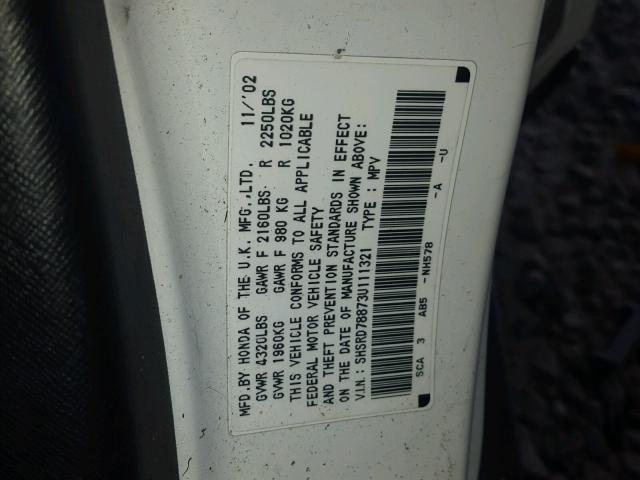 MFD.BY HONDA OF THE U.K. MFG.,LTD. 11/'02
GVWR 4320LBS GAWR F 2160LBS R 2250LBS
GVWR 1960KG GAWR F 980 KG R 1020KG
THIS VEHICLE CONFORMS TO ALL APPLICABLE
FEDERAL MOTOR VEHICLE SAFETY
AND THEFT PREVENTION STANDARDS IN EFFECT
ON THE DATE OF MANUFACTURE SHOWN ABOVE:
V.I.N.: SHSRD78873U111321 TYPE : MPV
SCA 3 AB5 -NH578 -A -U